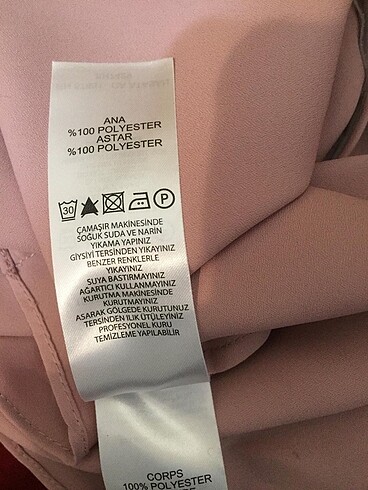 ANA
%100 POLYESTER
ASTAR
%100 POLYESTER
30 P
ÇAMAŞIR MAKİNESİNDE
SOĞUK SUDA VE NARİN
YIKAMA YAPINIZ
GİYSİYİ TERSİNDEN YIKAYINIZ
BENZER RENKLERLE
YIKAYINIZ
SUYA BASTIRMAYINIZ
AĞARTICI KULLANMAYINIZ
KURUTMA MAKİNESİNDE
KURUTMAYINIZ
ASARAK GÖLGEDE KURUTUNUZ
TERSİNDEN ILIK ÜTÜLEYİNİZ
PROFESYONEL KURU
TEMİZLEME YAPILABİLİR
CORPS
100% POLYESTER